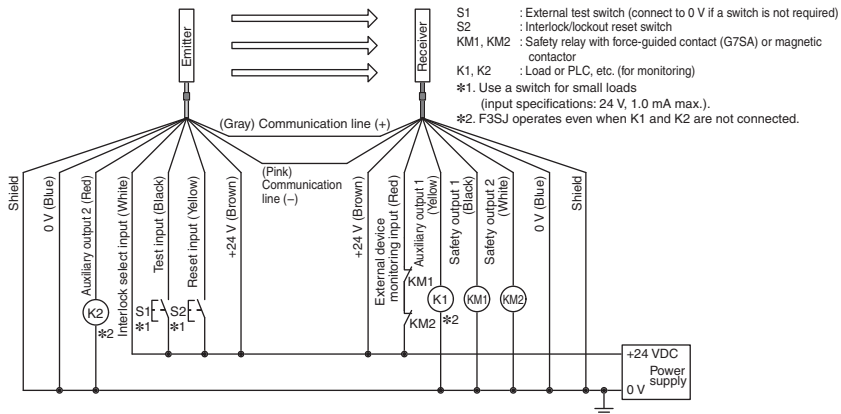 Emitter
Receiver
S1 : External test switch (connect to 0 V if a switch is not required)
S2 : Interlock/lockout reset switch
KM1, KM2 : Safety relay with force-guided contact (G7SA) or magnetic
contactor
K1, K2 : Load or PLC, etc. (for monitoring)
✱1. Use a switch for small loads
(input specifications: 24 V, 1.0 mA max.).
✱2. F3SJ operates even when K1 and K2 are not connected.
(Gray) Communication line (+)
(Pink)
Communication
line (−)
Shield
0 V (Blue)
Auxiliary output 2 (Red)
Interlock select input (White)
Test input (Black)
Reset input (Yellow)
+24 V (Brown)
+24 V (Brown)
External device
monitoring input (Red)
Auxiliary output 1
(Yellow)
Safety output 1
(Black)
Safety output 2
(White)
0 V (Blue)
Shield
K2
✱2
S1
✱1
S2
✱1
KM1
KM2
K1
✱2
KM1
KM2
+24 VDC
Power
supply
0 V